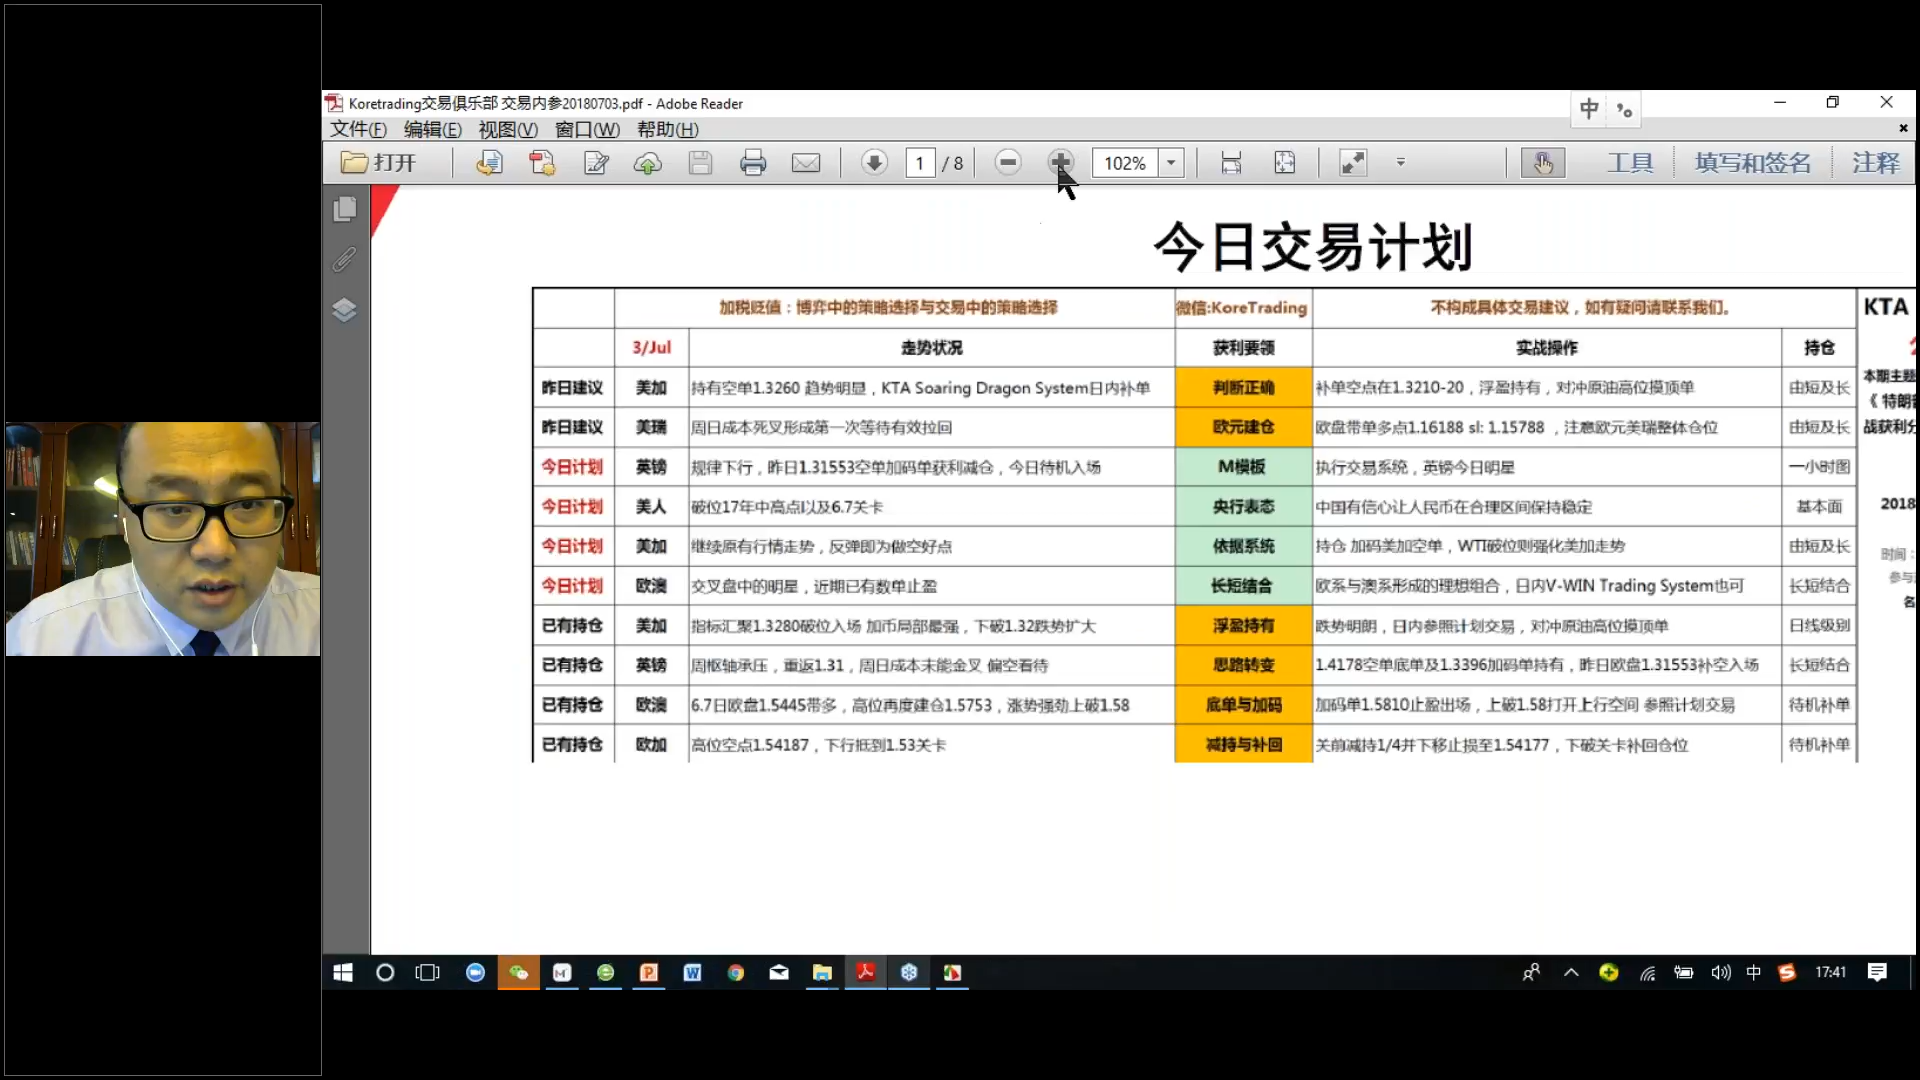 Koretrading交易俱乐部 交易内参20180703.pdf - Adobe Reader
中
文件(F) 编辑(E) 视图(V) 窗口(W) 帮助(H)
打开 1 / 8 102% 工具 填写和签名 注释
今日交易计划
加税贬值：博弈中的策略选择与交易中的策略选择 微信:KoreTrading 不构成具体交易建议，如有疑问请联系我们。 KTA
3/Jul 走势状况 获利要领 实战操作 持仓
昨日建议 美加 持有空单1.3260 趋势明显，KTA Soaring Dragon System日内补单 判断正确 补单空点在1.3210-20，浮盈持有，对冲原油高位摸顶单 由短及长
本期主题
昨日建议 美瑞 周日成本死叉形成第一次等待有效拉回 欧元建仓 欧盘带单多点1.16188 sl: 1.15788 ，注意欧元美瑞整体仓位 由短及长
战获利分
今日计划 英镑 规律下行，昨日1.31553空单加码单获利减仓，今日待机入场 M模板 执行交易系统，英镑今日明星 一小时图
今日计划 美人 破位17年中高点以及6.7关卡 央行表态 中国有信心让人民币在合理区间保持稳定 基本面 2018
今日计划 美加 继续原有行情走势，反弹即为做空好点 依据系统 持仓 加码美加空单，WTI破位则强化美加走势 由短及长 时间：
今日计划 欧澳 交叉盘中的明星，近期已有数单止盈 长短结合 欧系与澳系形成的理想组合，日内V-WIN Trading System也可 长短结合
名
已有持仓 美加 指标汇聚1.3280破位入场 加币局部最强，下破1.32跌势扩大 浮盈持有 跌势明朗，日内参照计划交易，对冲原油高位摸顶单 日线级别
已有持仓 英镑 周枢轴承压，重返1.31，周日成本未能金叉 偏空看待 思路转变 1.4178空单底单及1.3396加码单持有，昨日欧盘1.31553补空入场 长短结合
已有持仓 欧澳 6.7日欧盘1.5445带多，高位再度建仓1.5753，涨势强劲上破1.58 底单与加码 加码单1.5810止盈出场，上破1.58打开上行空间 参照计划交易 待机补单
已有持仓 欧加 高位空点1.54187，下行抵到1.53关卡 减持与补回 关前减持1/4并下移止损至1.54177，下破关卡补回仓位 待机补单
中 17:41